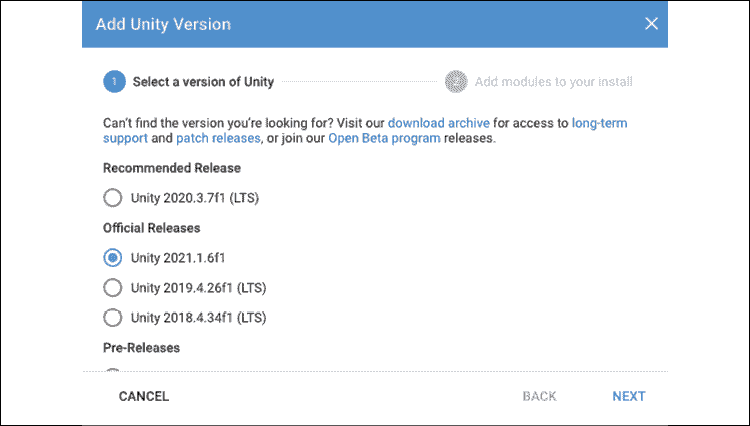 Add Unity Version
1 Select a version of Unity
2 Add modules to your install
Can't find the version you're looking for? Visit our download archive for access to long-term
support and patch releases, or join our Open Beta program releases.
Recommended Release
Unity 2020.3.7f1 (LTS)
Official Releases
Unity 2021.1.6f1
Unity 2019.4.26f1 (LTS)
Unity 2018.4.34f1 (LTS)
Pre-Releases
CANCEL
BACK
NEXT